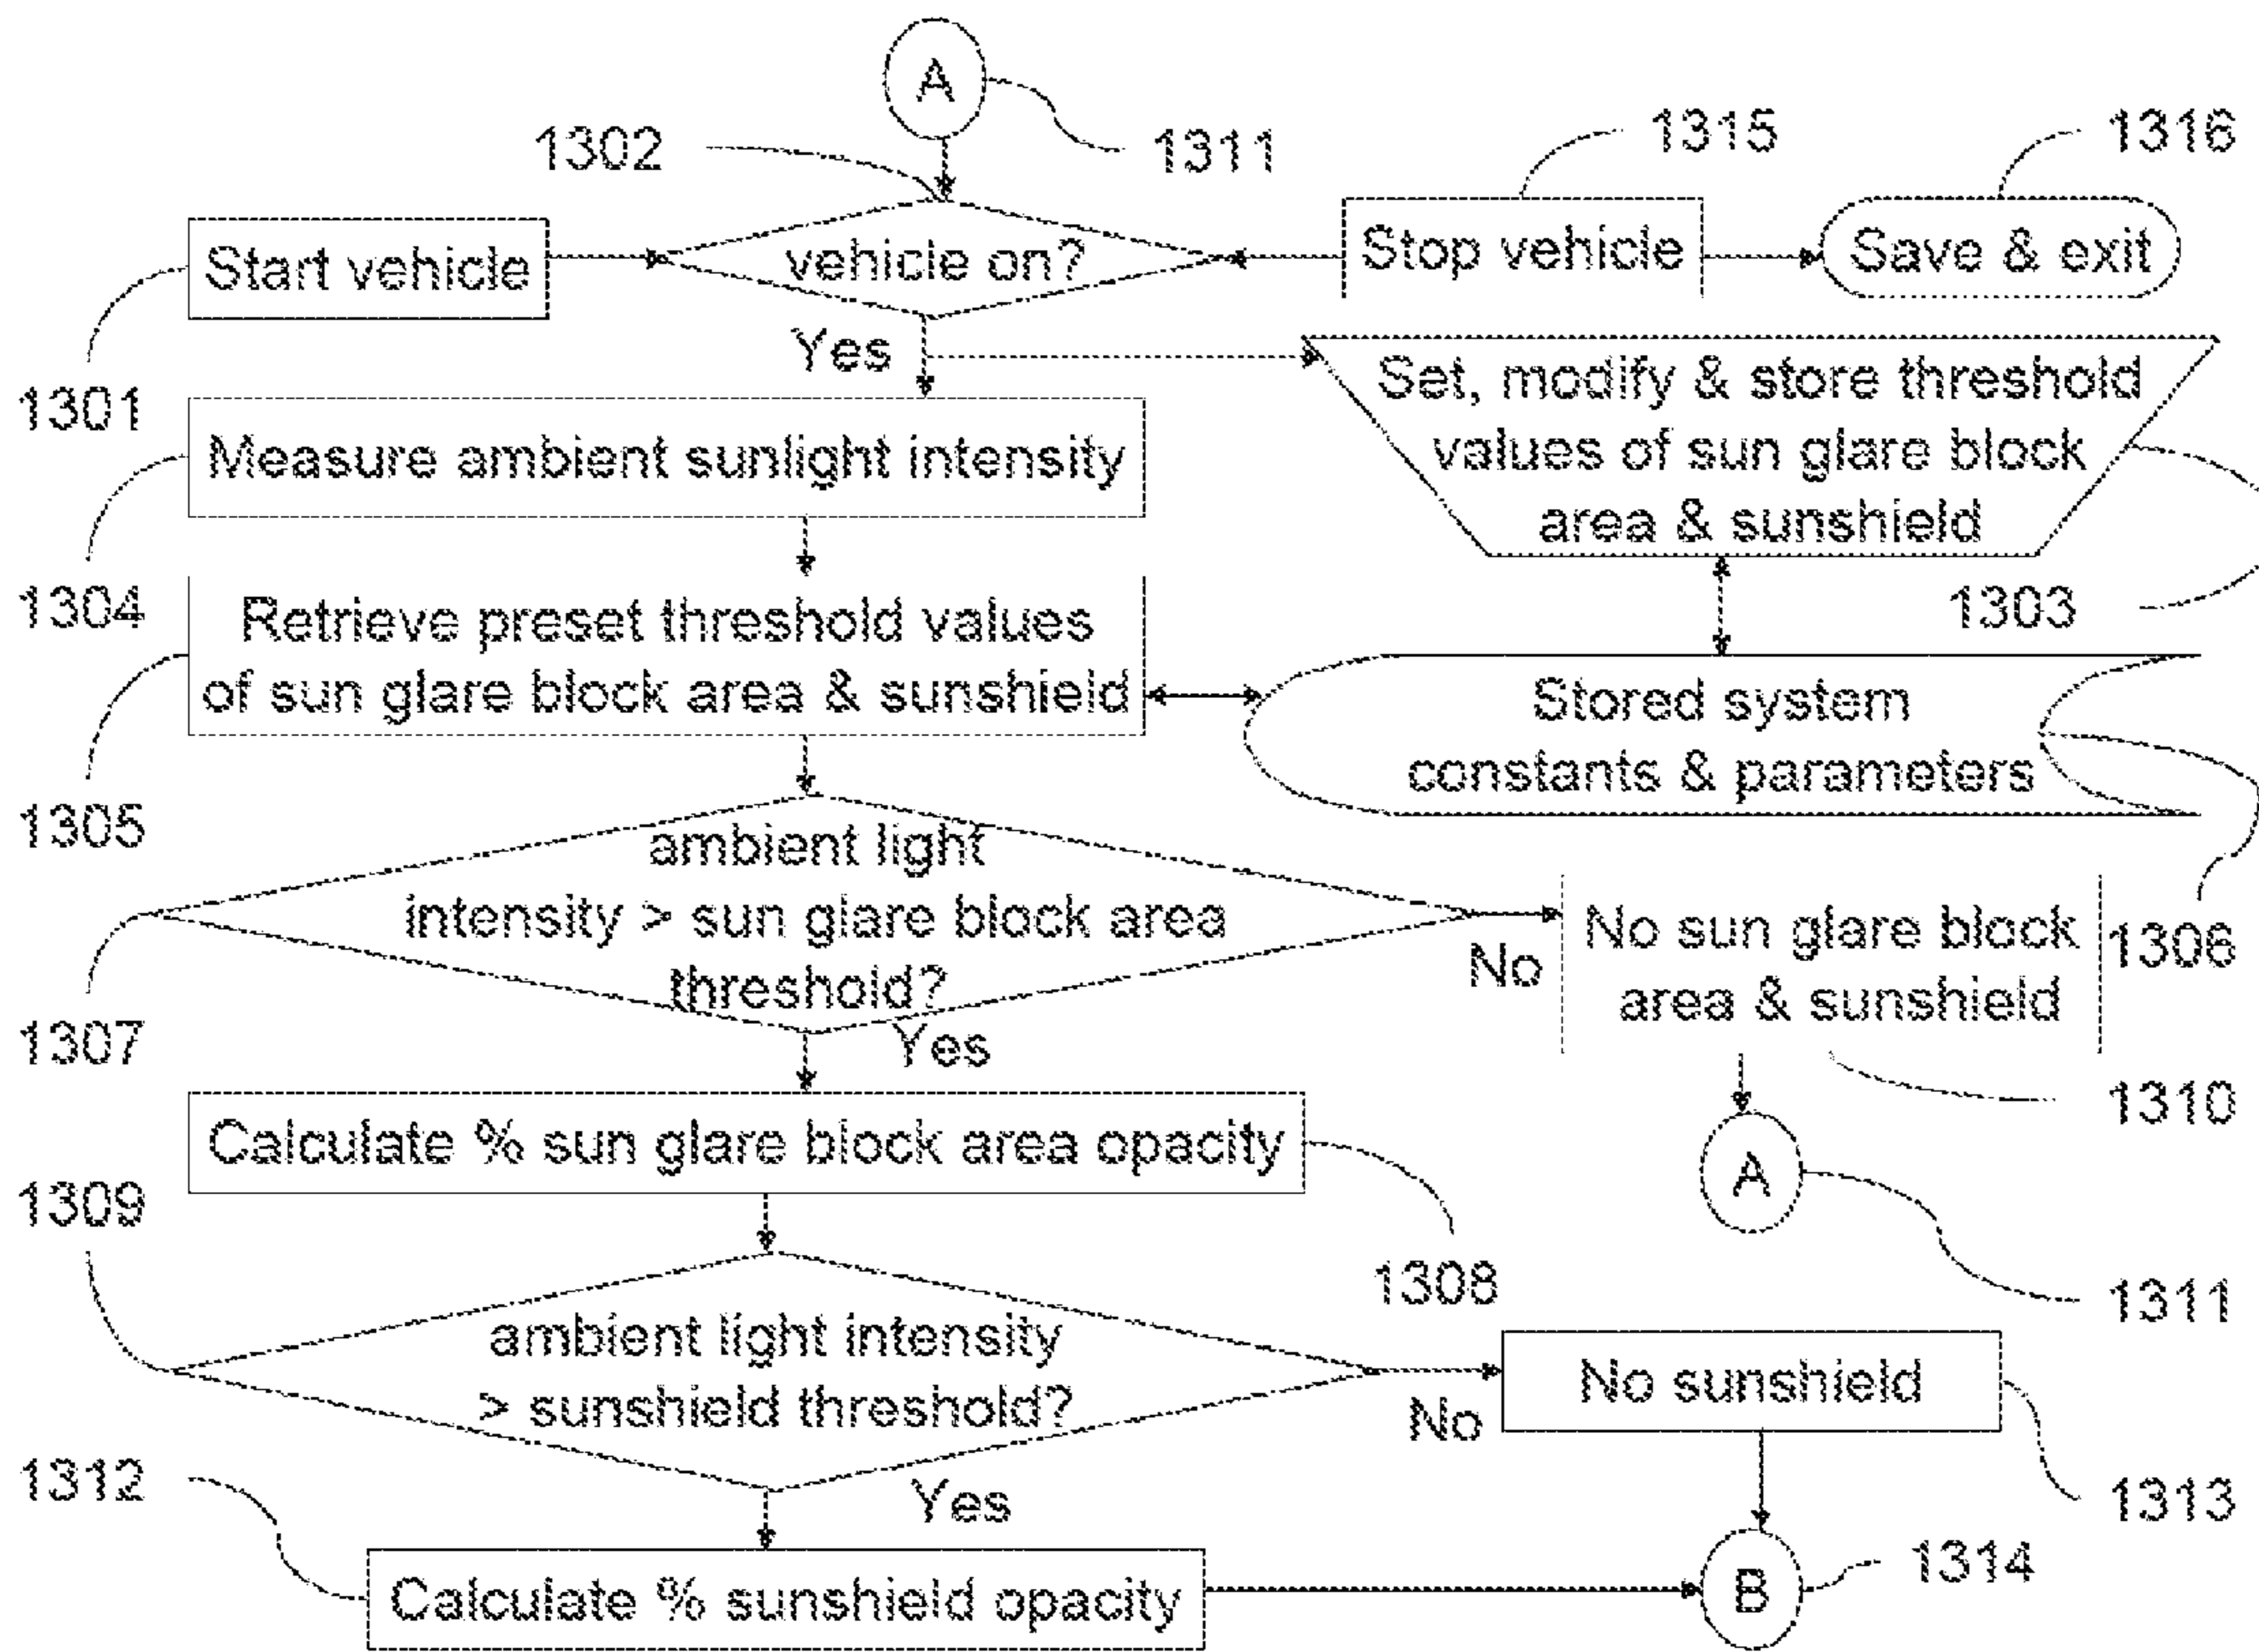 A
1302
1311
1315
1316
Start vehicle
vehicle on?
Stop vehicle
Save & exit
Yes
1301
Set, modify & store threshold
values of sun glare block
area & sunshield
Measure ambient sunlight intensity
1304
1303
Retrieve preset threshold values
of sun glare block area & sunshield
Stored system
constants & parameters
1305
ambient light
intensity > sun glare block area
threshold?
No
No sun glare block
area & sunshield
1306
1307
Yes
1310
Calculate % sun glare block area opacity
A
1309
1308
1311
ambient light intensity
> sunshield threshold?
No
No sunshield
1312
Yes
1313
Calculate % sunshield opacity
B
1314